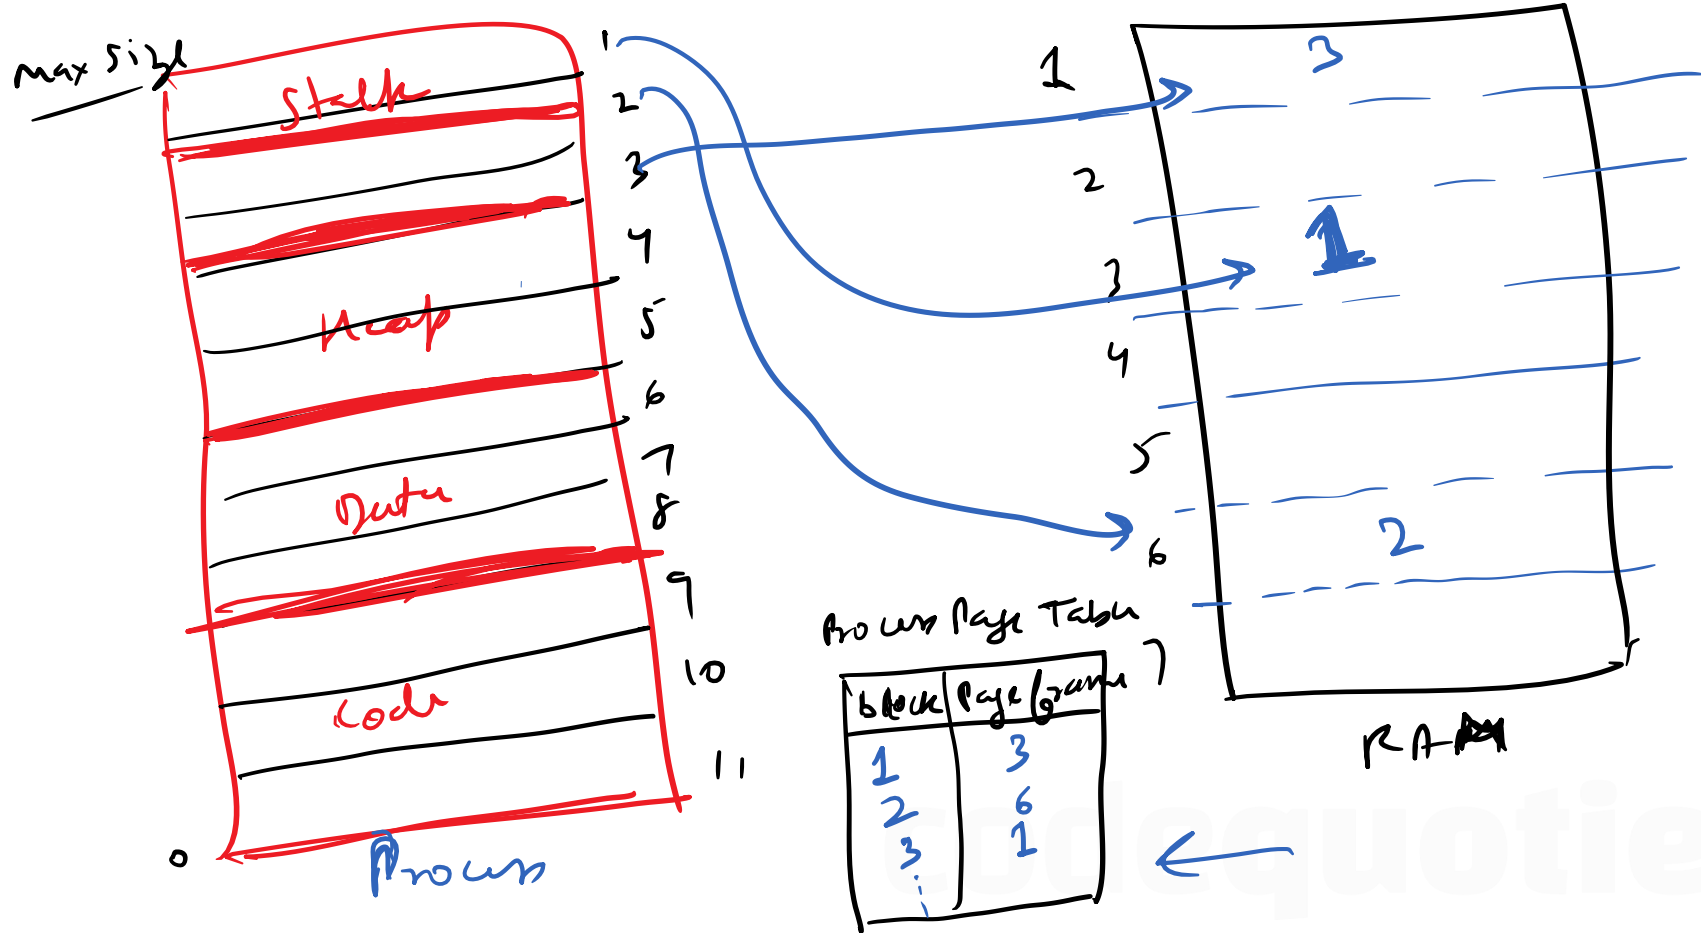 max size
Stack
Heap
Data
Code
0
Process
1
2
3
4
5
6
7
8
9
10
11
1
2
3
4
5
6
7
3
1
2
RAM
Process Page Table
block Page frame
1 3
2 6
3 1
codequotie